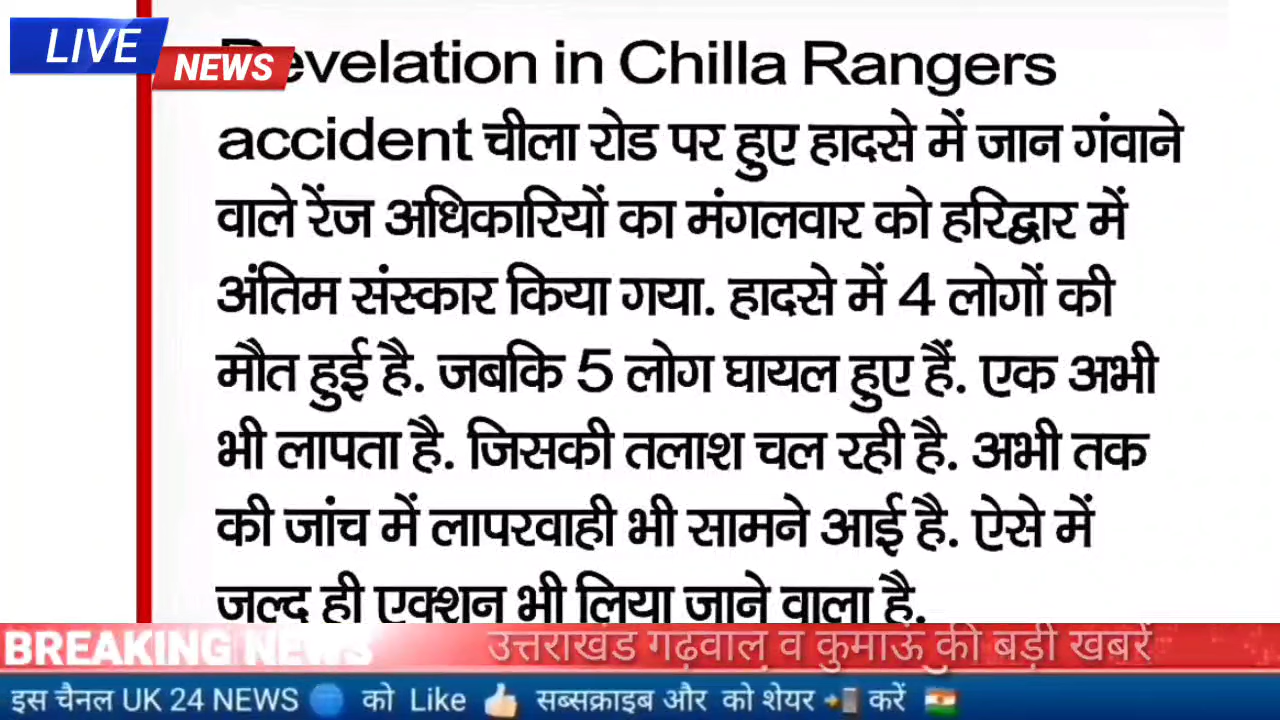 LIVE
NEWS
Revelation in Chilla Rangers
accident चीला रोड पर हुए हादसे में जान गंवाने
वाले रेंज अधिकारियों का मंगलवार को हरिद्वार में
अंतिम संस्कार किया गया. हादसे में 4 लोगों की
मौत हुई है. जबकि 5 लोग घायल हुए हैं. एक अभी
भी लापता है. जिसकी तलाश चल रही है. अभी तक
की जांच में लापरवाही भी सामने आई है. ऐसे में
जल्द ही एक्शन भी लिया जाने वाला है.
BREAKING NEWS उत्तराखंड गढ़वाल व कुमाऊं की बड़ी खबरें
इस चैनल UK 24 NEWS 🌐 को Like 👍🏼 सब्सक्राइब और को शेयर 📲 करें 🇮🇳